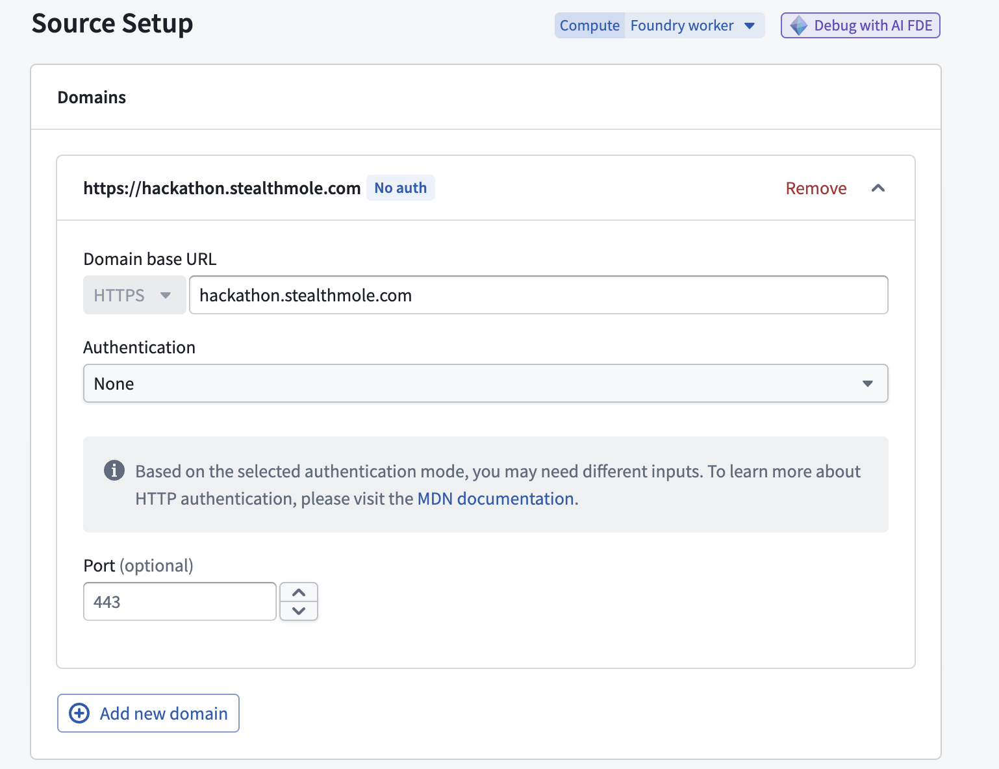 Source Setup
Compute Foundry worker
Debug with AI FDE
Domains
https://hackathon.stealthmole.com No auth
Remove
Domain base URL
HTTPS
hackathon.stealthmole.com
Authentication
None
Based on the selected authentication mode, you may need different inputs. To learn more about
HTTP authentication, please visit the MDN documentation.
Port (optional)
443
Add new domain